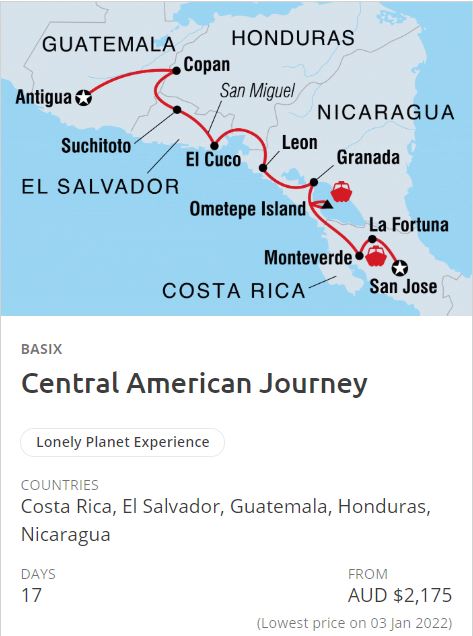 GUATEMALA
HONDURAS
Copan
Antigua
San Miguel
NICARAGUA
Suchitoto
El Cuco
Leon
Granada
EL SALVADOR
Ometepe Island
La Fortuna
Monteverde
COSTA RICA
San Jose
BASIX
Central American Journey
Lonely Planet Experience
COUNTRIES
Costa Rica, El Salvador, Guatemala, Honduras,
Nicaragua
DAYS
FROM
17
AUD $2,175
(Lowest price on 03 Jan 2022)